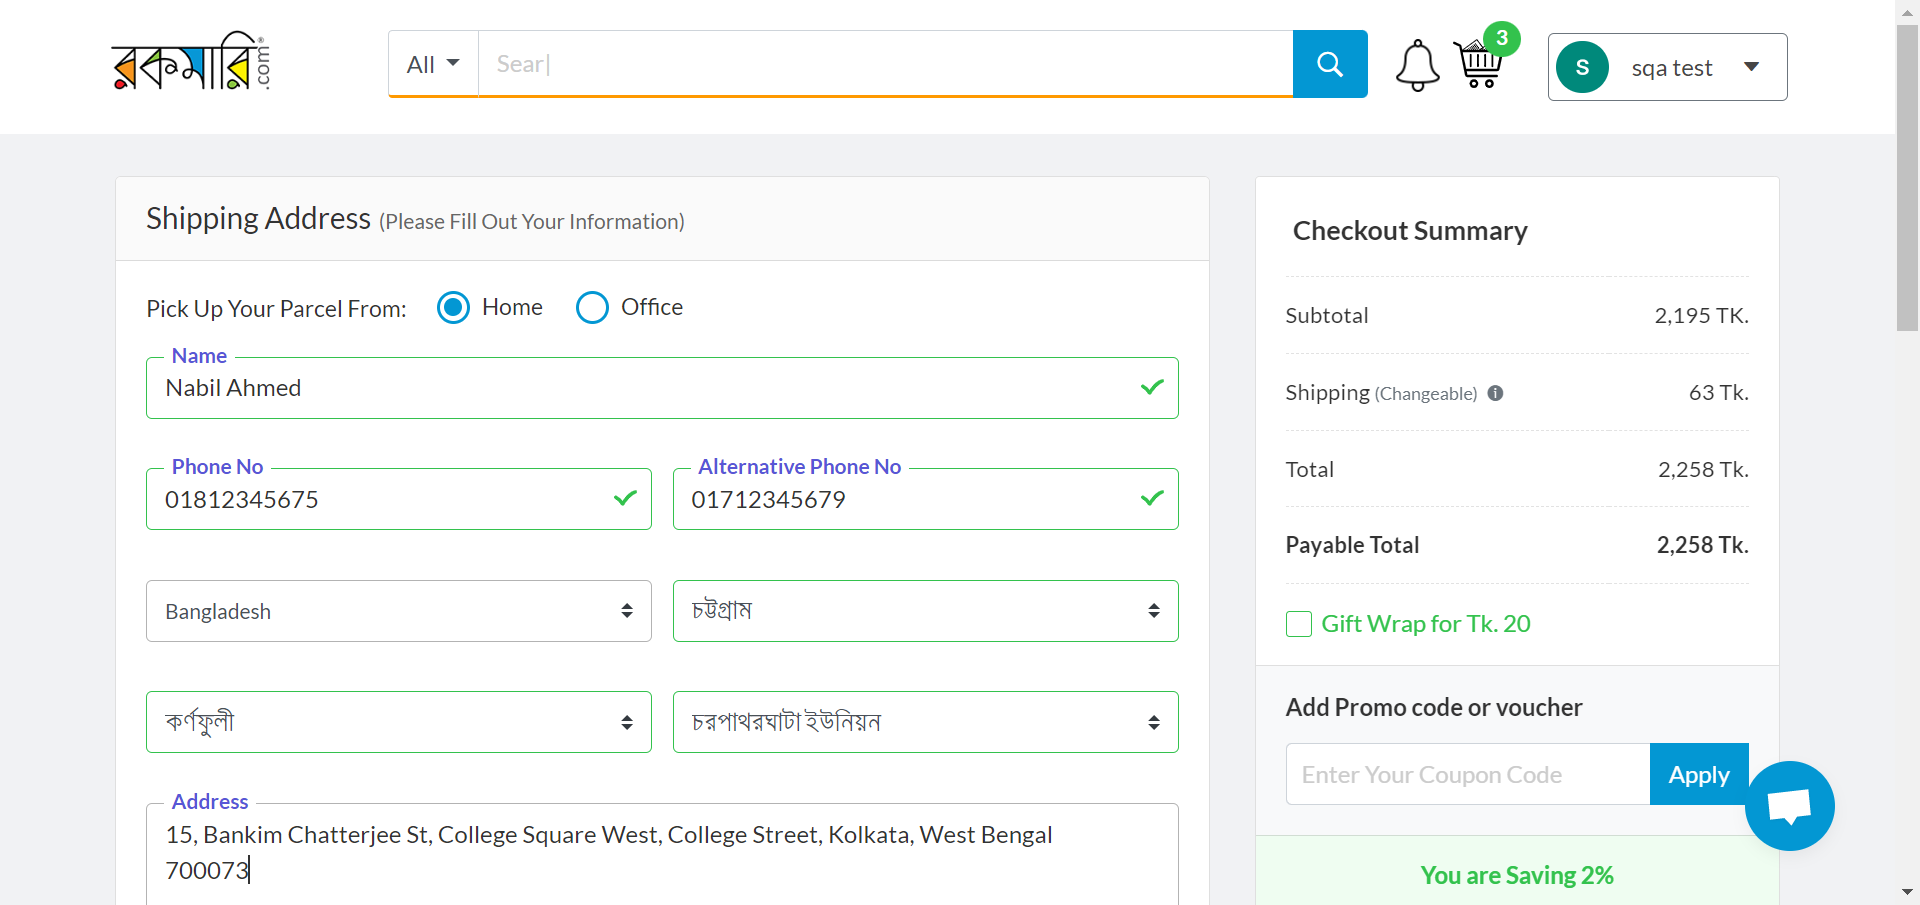 রকমারি.com
All
Sear
3
S
sqa test
Shipping Address (Please Fill Out Your Information)
Pick Up Your Parcel From:
Home
Office
Name
Nabil Ahmed
Phone No
01812345675
Alternative Phone No
01712345679
Bangladesh
চট্টগ্রাম
কর্ণফুলী
চরপাথরঘাটা ইউনিয়ন
Address
15, Bankim Chatterjee St, College Square West, College Street, Kolkata, West Bengal
700073
Checkout Summary
Subtotal 2,195 TK.
Shipping (Changeable) 63 Tk.
Total 2,258 Tk.
Payable Total 2,258 Tk.
Gift Wrap for Tk. 20
Add Promo code or voucher
Enter Your Coupon Code
Apply
You are Saving 2%